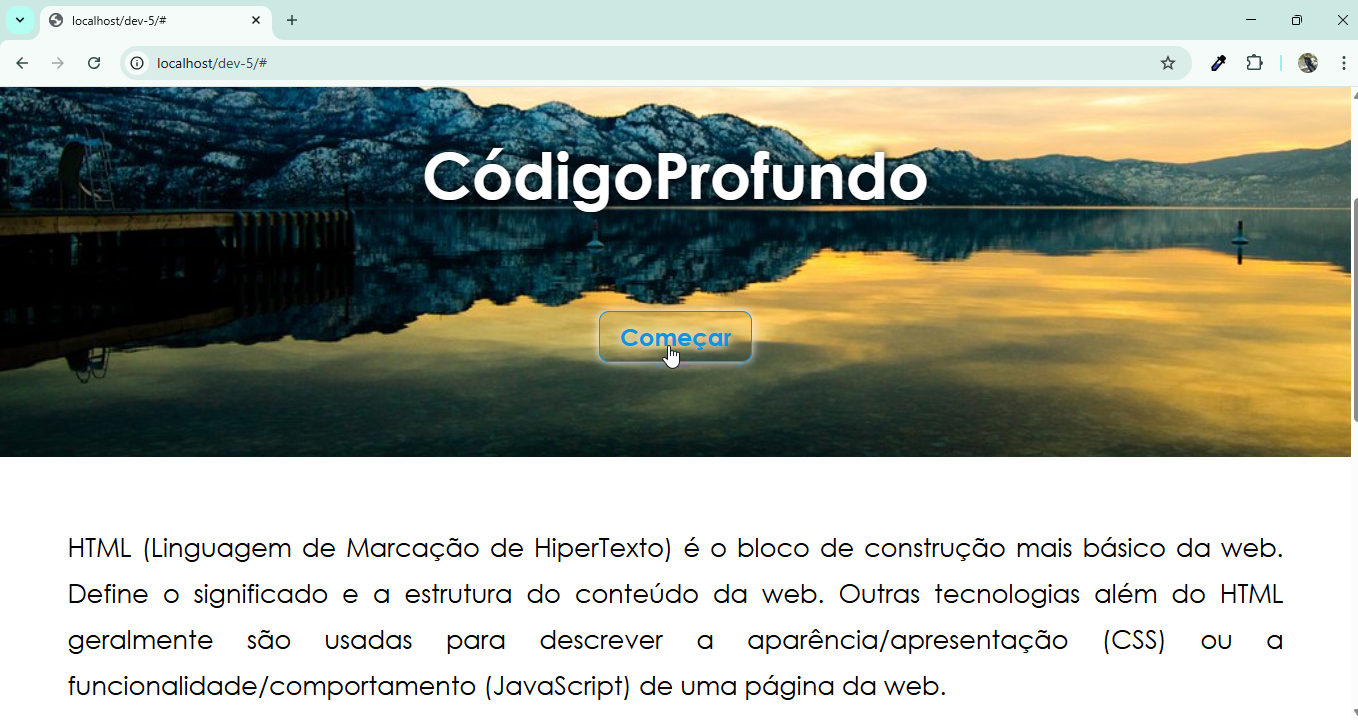 localhost/dev-5/#
localhost/dev-5/#
CódigoProfundo
Começar
HTML (Linguagem de Marcação de HiperTexto) é o bloco de construção mais básico da web.
Define o significado e a estrutura do conteúdo da web. Outras tecnologias além do HTML
geralmente são usadas para descrever a aparência/apresentação (CSS) ou a
funcionalidade/comportamento (JavaScript) de uma página da web.